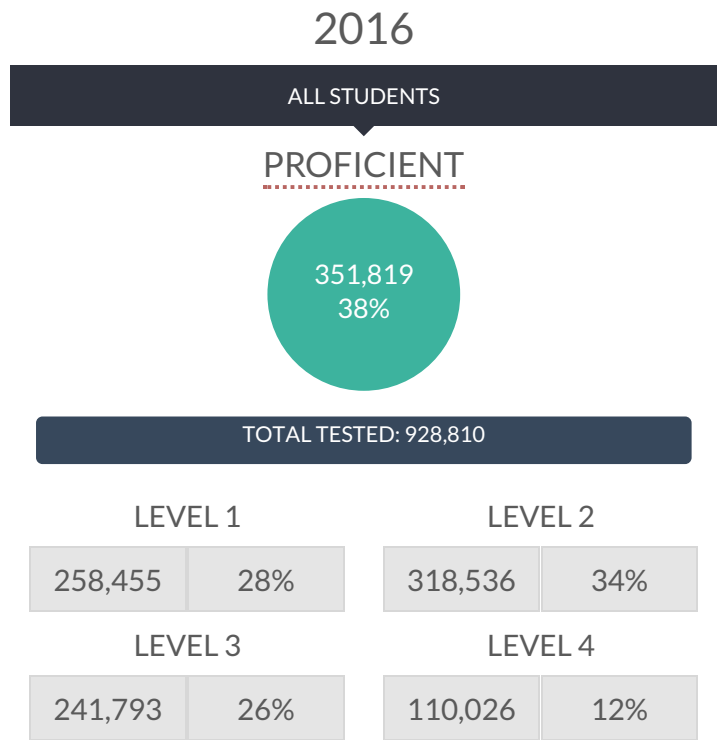 2016
ALL STUDENTS
PROFICIENT
351,819
38%
TOTAL TESTED: 928,810
LEVEL 1 LEVEL 2
258,455 28% 318,536 34%
LEVEL 3 LEVEL 4
241,793 26% 110,026 12%